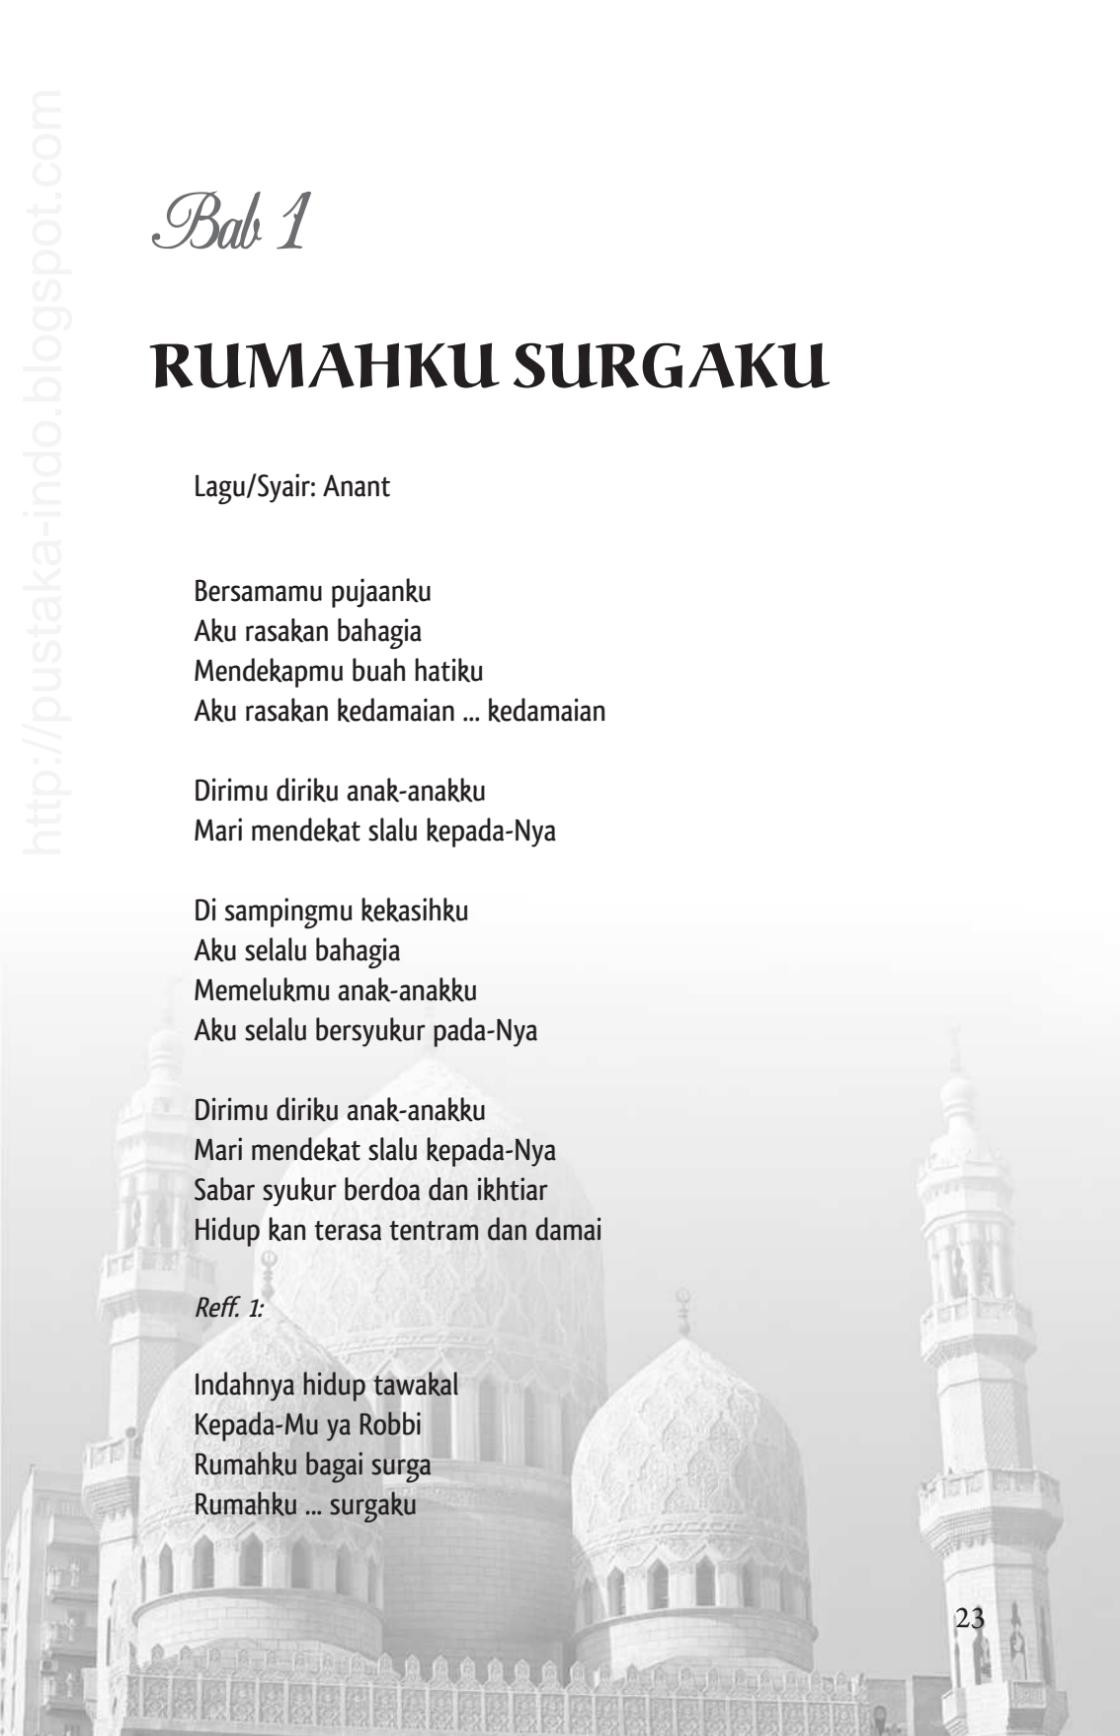 http://pustaka-indo.blogspot.com
Bab 1
RUMAHKU SURGAKU
Lagu/Syair: Anant
Bersamamu pujaanku
Aku rasakan bahagia
Mendekapmu buah hatiku
Aku rasakan kedamaian ... kedamaian
Dirimu diriku anak-anakku
Mari mendekat slalu kepada-Nya
Di sampingmu kekasihku
Aku selalu bahagia
Memelukmu anak-anakku
Aku selalu bersyukur pada-Nya
Dirimu diriku anak-anakku
Mari mendekat slalu kepada-Nya
Sabar syukur berdoa dan ikhtiar
Hidup kan terasa tentram dan damai
Reff. 1:
Indahnya hidup tawakal
Kepada-Mu ya Robbi
Rumahku bagai surga
Rumahku ... surgaku
23